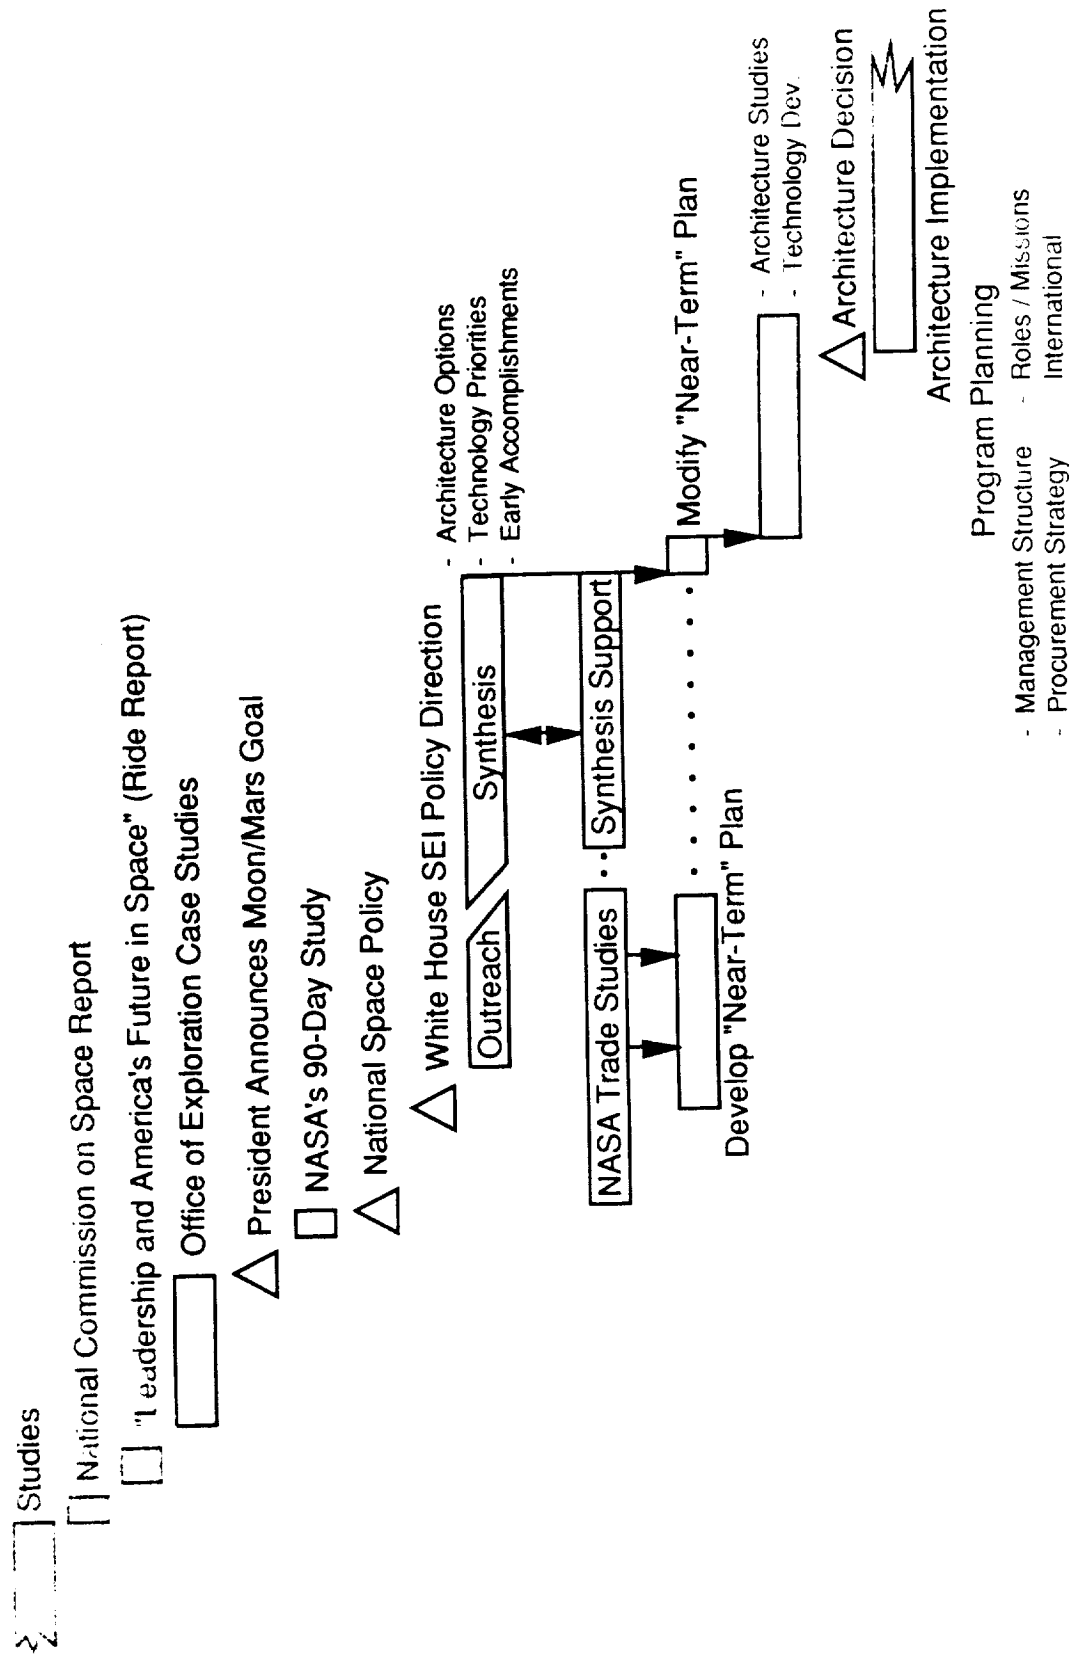 Studies
National Commission on Space Report
"Leadership and America's Future in Space" (Ride Report)
Office of Exploration Case Studies
President Announces Moon/Mars Goal
NASA's 90-Day Study
National Space Policy
White House SEI Policy Direction
Outreach
Synthesis
- Architecture Options
- Technology Priorities
- Early Accomplishments
NASA Trade Studies
Synthesis Support
Develop "Near-Term" Plan
Modify "Near-Term" Plan
- Architecture Studies
- Technology Dev.
Architecture Decision
Architecture Implementation
Program Planning
- Management Structure - Roles / Missions
- Procurement Strategy International